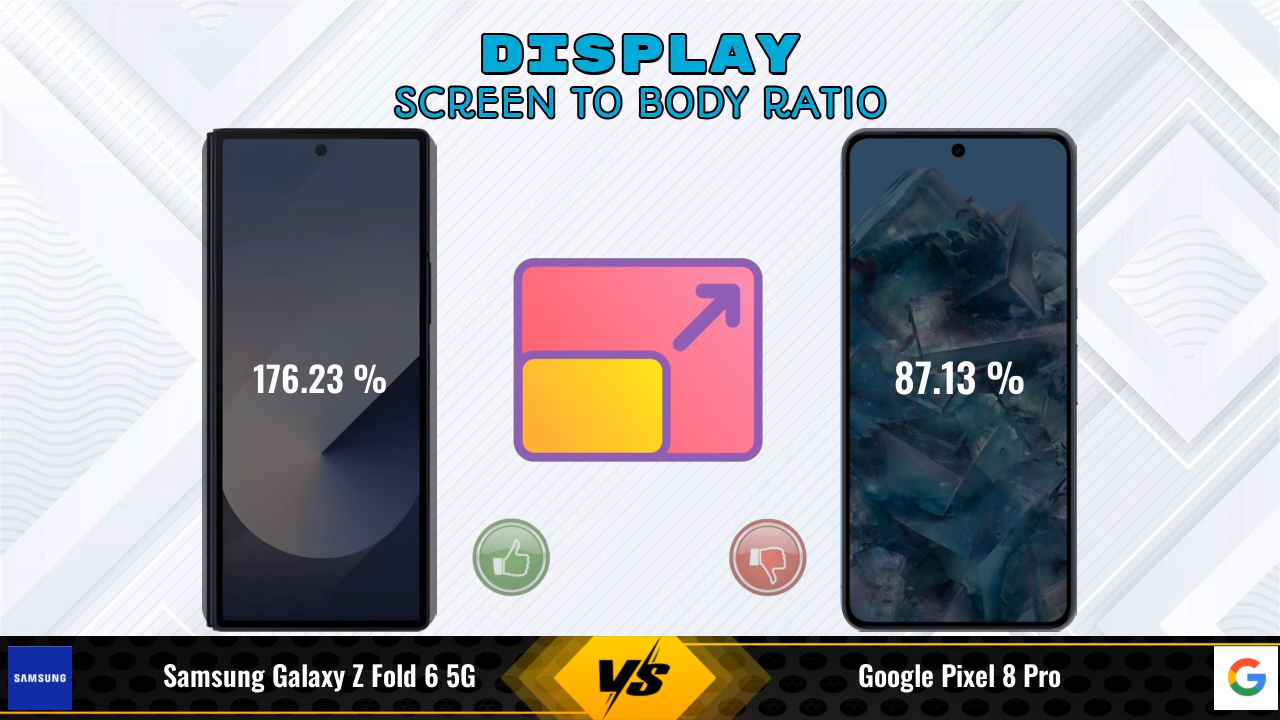 DISPLAY
SCREEN TO BODY RATIO
176.23 %
87.13 %
SAMSUNG
Samsung Galaxy Z Fold 6 5G
VS
Google Pixel 8 Pro
G